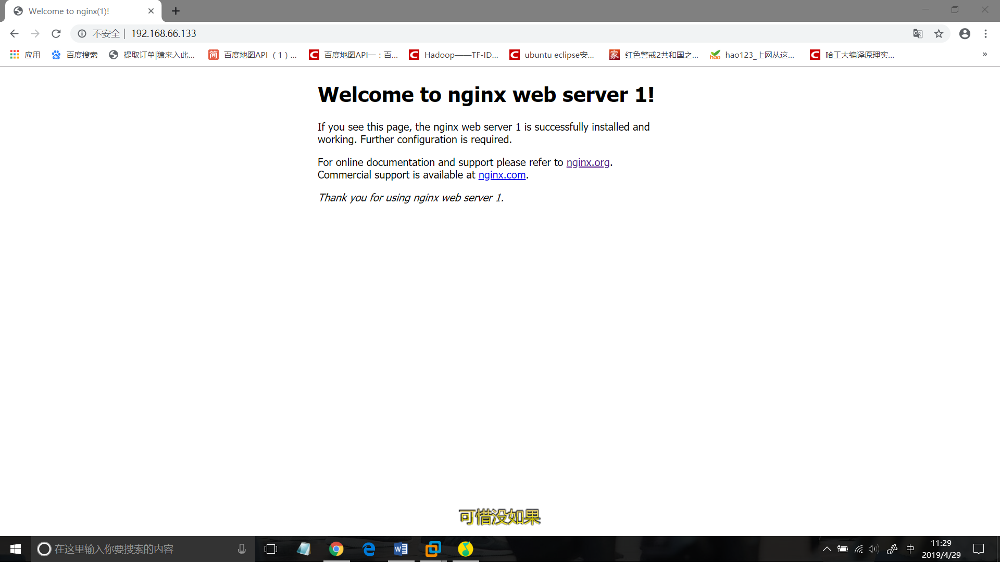 Welcome to nginx(1)!
不安全 | 192.168.66.133
应用 百度搜索 提取订单|猿来入此... 百度地图API （1）... 百度地图API一：百... Hadoop——TF-ID... ubuntu eclipse安... 红色警戒2共和国之... hao123_上网从这... 哈工大编译原理实... »
Welcome to nginx web server 1!
If you see this page, the nginx web server 1 is successfully installed and
working. Further configuration is required.
For online documentation and support please refer to nginx.org.
Commercial support is available at nginx.com.
Thank you for using nginx web server 1.
可惜没如果
在这里输入你要搜索的内容
中
11:29
2019/4/29